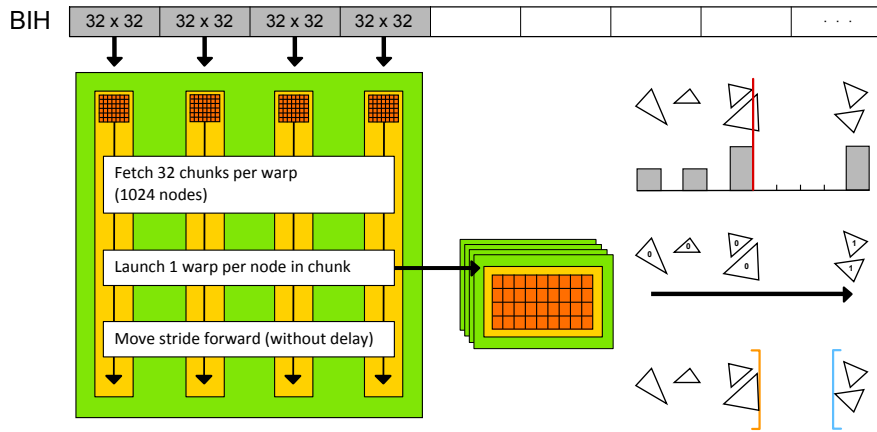 BIH
32 x 32 32 x 32 32 x 32 32 x 32 . . .
Fetch 32 chunks per warp
(1024 nodes)
Launch 1 warp per node in chunk
Move stride forward (without delay)
0 0 0 0 1 1